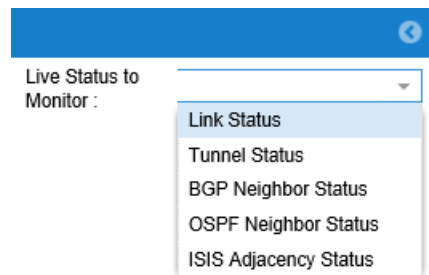 Live Status to
Monitor :
Link Status
Tunnel Status
BGP Neighbor Status
OSPF Neighbor Status
ISIS Adjacency Status